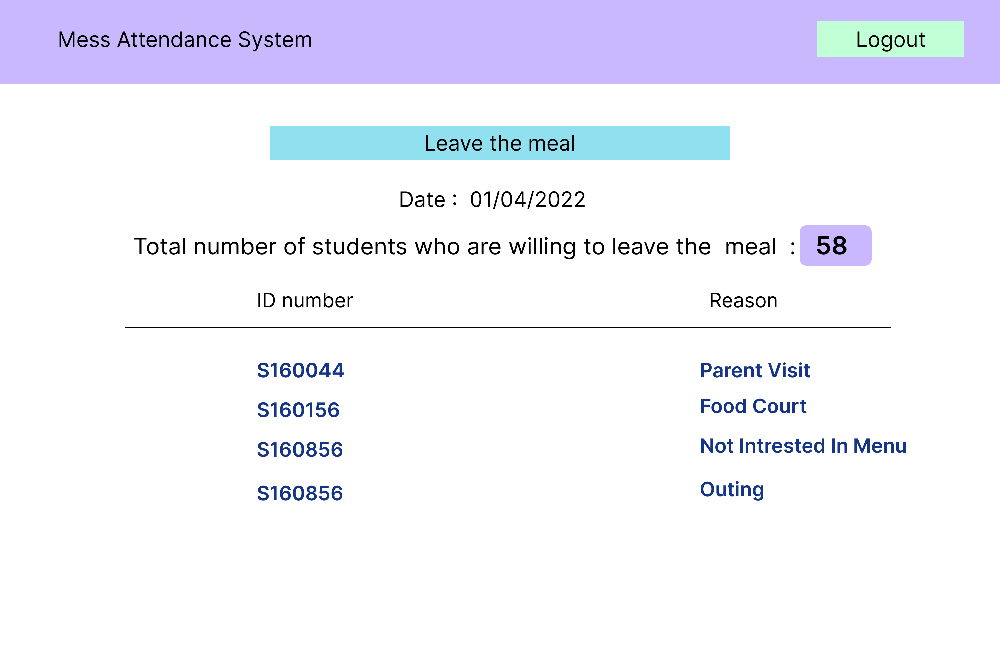 Mess Attendance System
Logout
Leave the meal
Date : 01/04/2022
Total number of students who are willing to leave the meal : 58
ID number Reason
S160044 Parent Visit
S160156 Food Court
S160856 Not Intrested In Menu
S160856 Outing